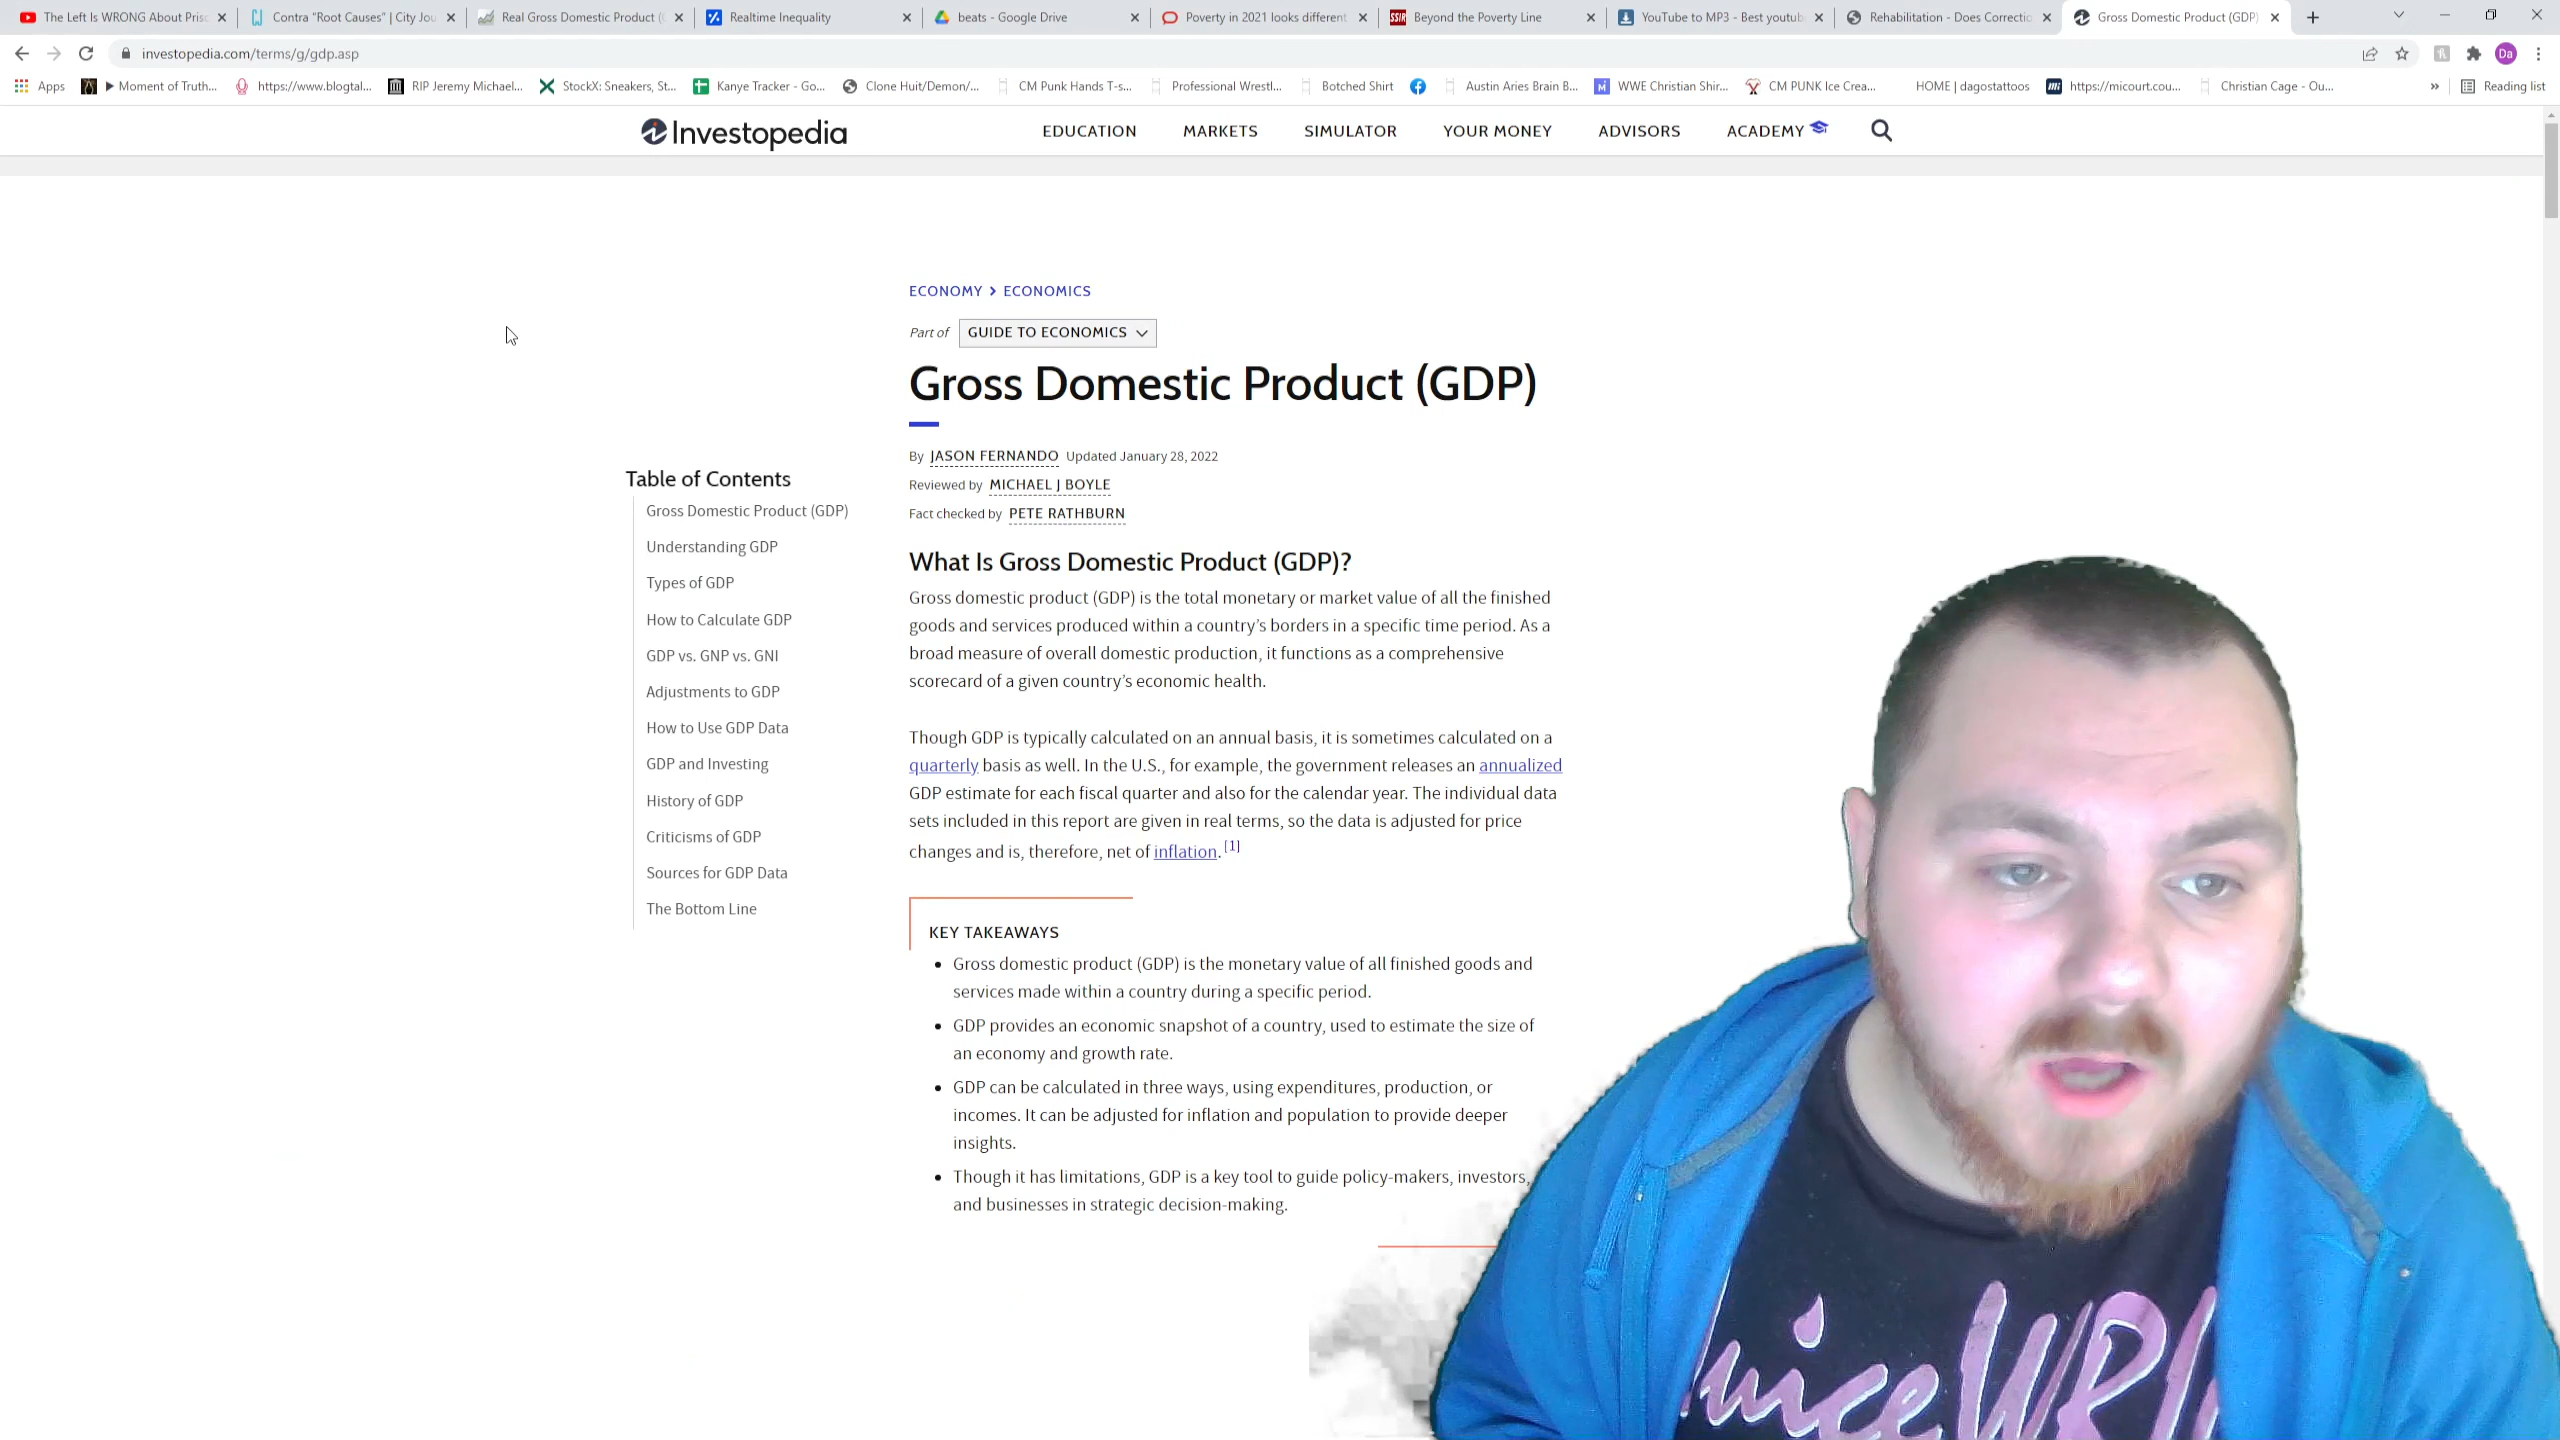 The Left Is WRONG About Pris
Contra “Root Causes” | City Jou
Real Gross Domestic Product (
Realtime Inequality
beats - Google Drive
Poverty in 2021 looks different
Beyond the Poverty Line
YouTube to MP3 - Best youtub
Rehabilitation - Does Correctio
Gross Domestic Product (GDP)
investopedia.com/terms/g/gdp.asp
Da
Apps
Moment of Truth...
https://www.blogtal...
RIP Jeremy Michael...
StockX: Sneakers, St...
Kanye Tracker - Go...
Clone Huit/Demon/...
CM Punk Hands T-s...
Professional Wrestl...
Botched Shirt
Austin Aries Brain B...
WWE Christian Shir...
CM PUNK Ice Crea...
HOME | dagostattoos
https://micourt.cou...
Christian Cage - Ou...
»
Reading list
Investopedia
EDUCATION
MARKETS
SIMULATOR
YOUR MONEY
ADVISORS
ACADEMY
ECONOMY > ECONOMICS
Part of GUIDE TO ECONOMICS
Gross Domestic Product (GDP)
By JASON FERNANDO Updated January 28, 2022
Reviewed by MICHAEL J BOYLE
Fact checked by PETE RATHBURN
Table of Contents
Gross Domestic Product (GDP)
Understanding GDP
Types of GDP
How to Calculate GDP
GDP vs. GNP vs. GNI
Adjustments to GDP
How to Use GDP Data
GDP and Investing
History of GDP
Criticisms of GDP
Sources for GDP Data
The Bottom Line
What Is Gross Domestic Product (GDP)?
Gross domestic product (GDP) is the total monetary or market value of all the finished
goods and services produced within a country’s borders in a specific time period. As a
broad measure of overall domestic production, it functions as a comprehensive
scorecard of a given country’s economic health.
Though GDP is typically calculated on an annual basis, it is sometimes calculated on a
quarterly basis as well. In the U.S., for example, the government releases an annualized
GDP estimate for each fiscal quarter and also for the calendar year. The individual data
sets included in this report are given in real terms, so the data is adjusted for price
changes and is, therefore, net of inflation. [1]
KEY TAKEAWAYS
• Gross domestic product (GDP) is the monetary value of all finished goods and
services made within a country during a specific period.
• GDP provides an economic snapshot of a country, used to estimate the size of
an economy and growth rate.
• GDP can be calculated in three ways, using expenditures, production, or
incomes. It can be adjusted for inflation and population to provide deeper
insights.
• Though it has limitations, GDP is a key tool to guide policy-makers, investors,
and businesses in strategic decision-making.